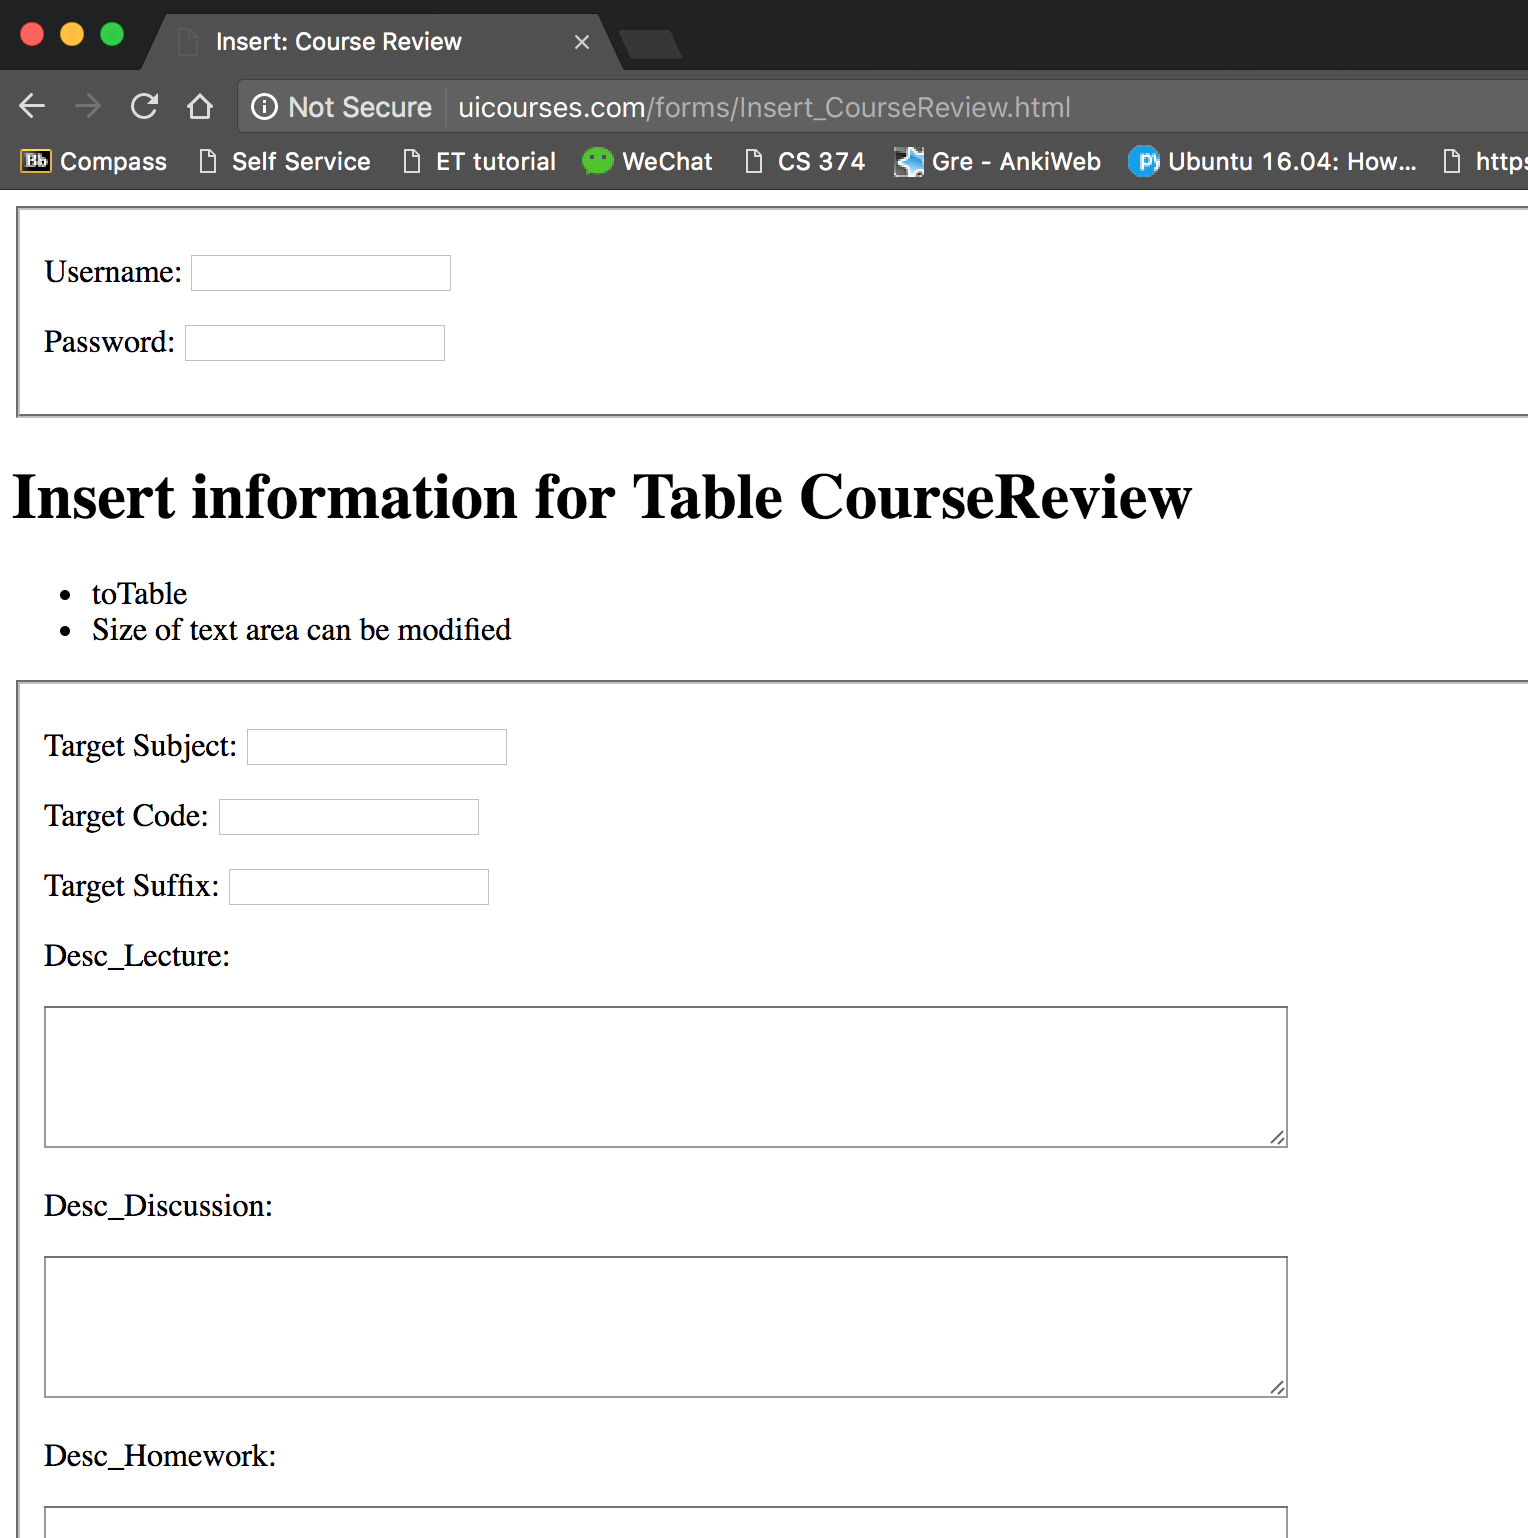 Insert: Course Review
Not Secure uicourses.com/forms/Insert_CourseReview.html
Bb Compass Self Service ET tutorial WeChat CS 374 Gre - AnkiWeb Ubuntu 16.04: How... https
Username:
Password:
Insert information for Table CourseReview
• toTable
• Size of text area can be modified
Target Subject:
Target Code:
Target Suffix:
Desc_Lecture:
Desc_Discussion:
Desc_Homework: